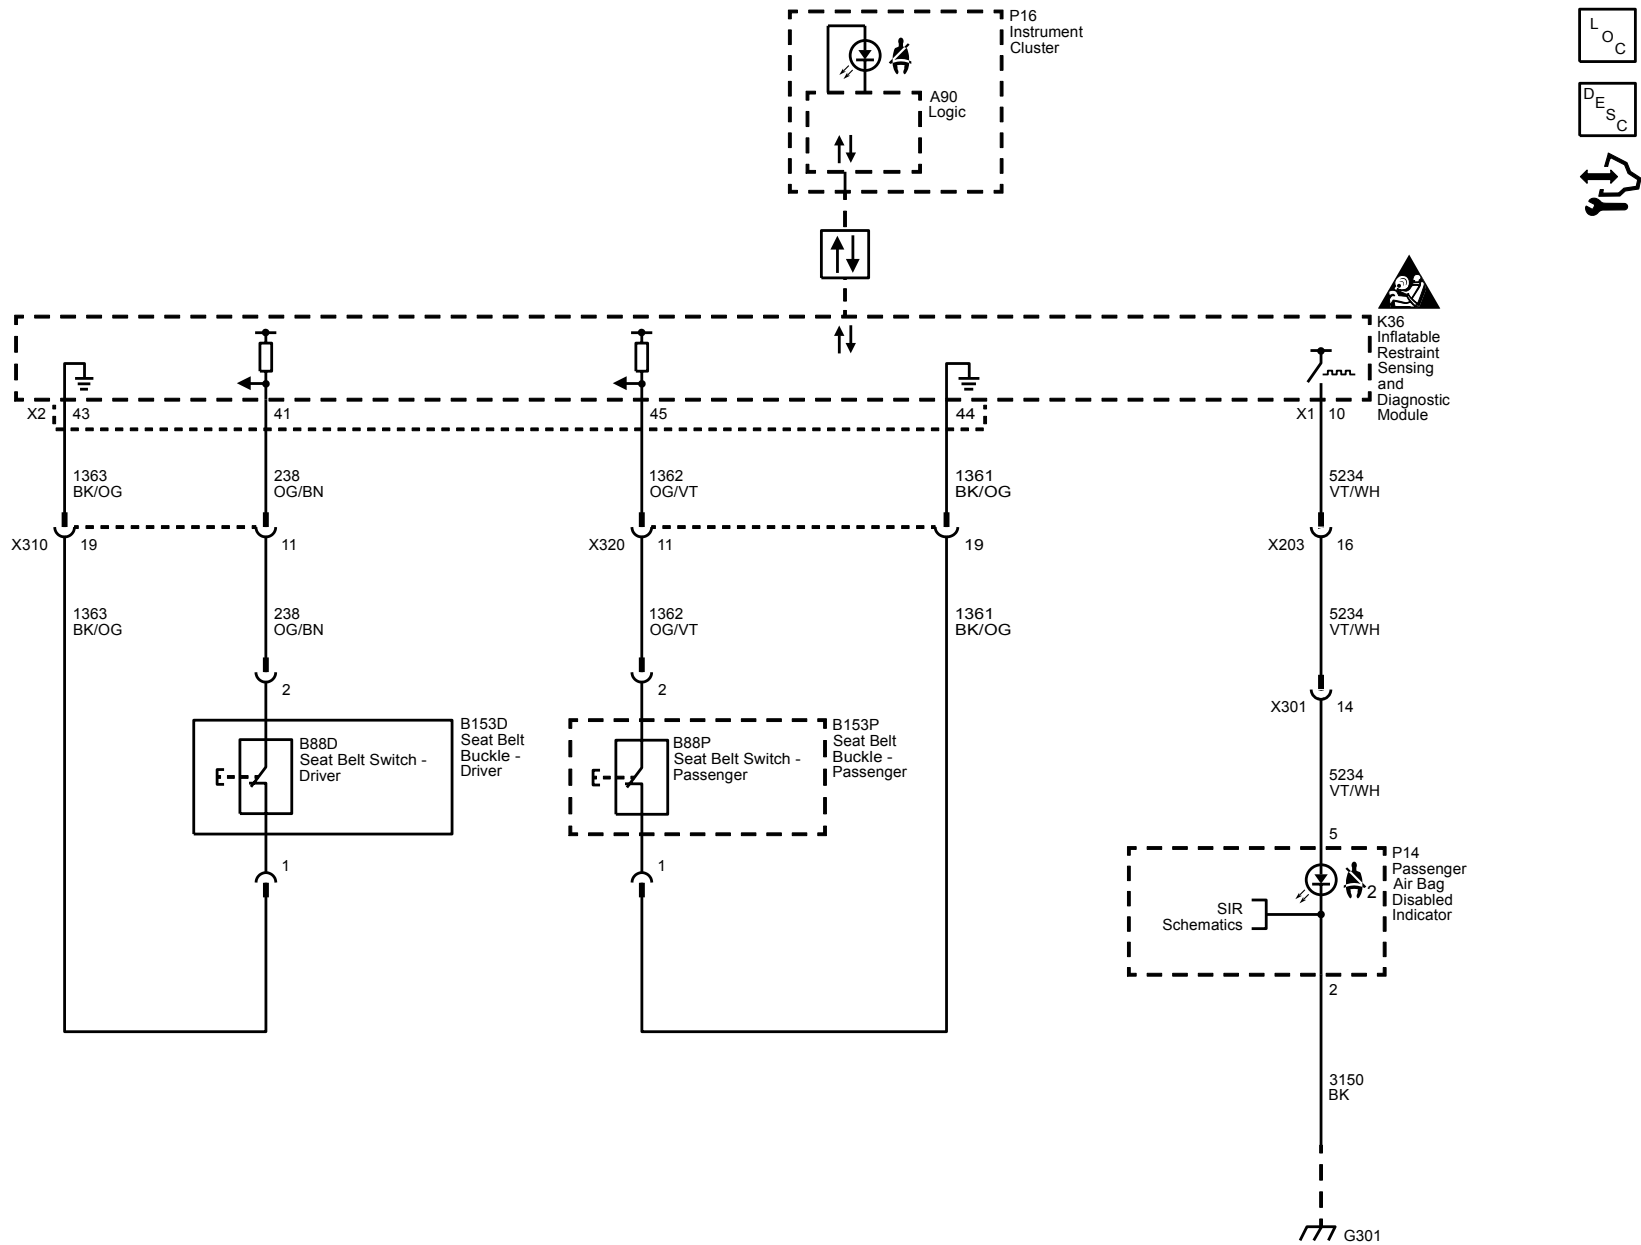 P16
Instrument
Cluster
L
O
C
A90
Logic
D
E
S
C
K36
Inflatable
Restraint
Sensing
and
Diagnostic
Module
X2 43
41
45
44
X1 10
1363
BK/OG
238
OG/BN
1362
OG/VT
1361
BK/OG
5234
VT/WH
X310 19
11
X320 11
19
X203 16
1363
BK/OG
238
OG/BN
1362
OG/VT
1361
BK/OG
5234
VT/WH
2
2
X301 14
B153D
Seat Belt
Buckle -
Driver
B88D
Seat Belt Switch -
Driver
B153P
Seat Belt
Buckle -
Passenger
B88P
Seat Belt Switch -
Passenger
5234
VT/WH
5
1
1
P14
Passenger
Air Bag
Disabled
Indicator
2
SIR
Schematics
2
3150
BK
G301